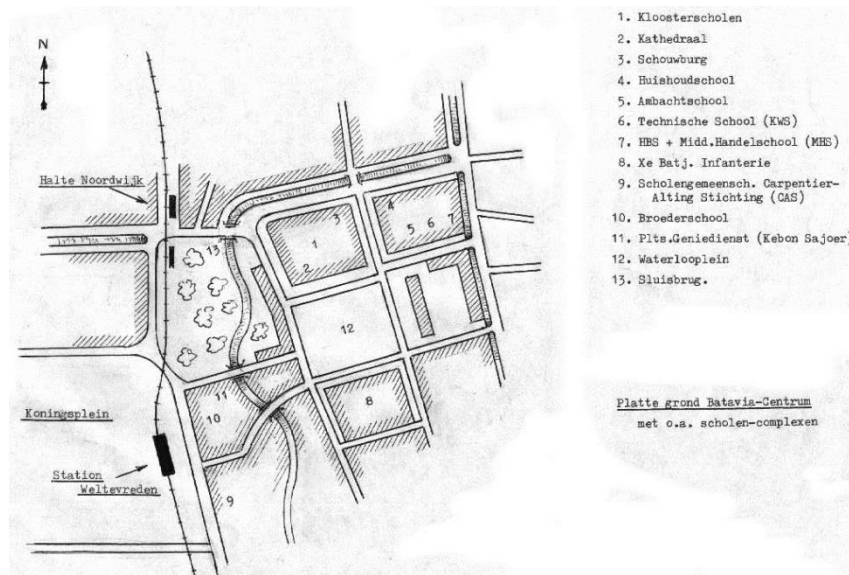 N
Halte Noordwijk
Koningsplein
Station
Weltevreden
1
2
3
4
5 6 7
8
9
10
11
12
13
1. Kloosterscholen
2. Kathedraal
3. Schouwburg
4. Huishoudschool
5. Ambachtschool
6. Technische School (KWS)
7. HBS + Midd.Handelschool (MHS)
8. Xe Batj. Infanterie
9. Scholengemeensch. Carpentier-
Alting Stichting (CAS)
10. Broederschool
11. Plts.Geniedienst (Kebon Sajoer)
12. Waterlooplein
13. Sluisbrug.
Platte grond Batavia-Centrum
met o.a. scholen-complexen